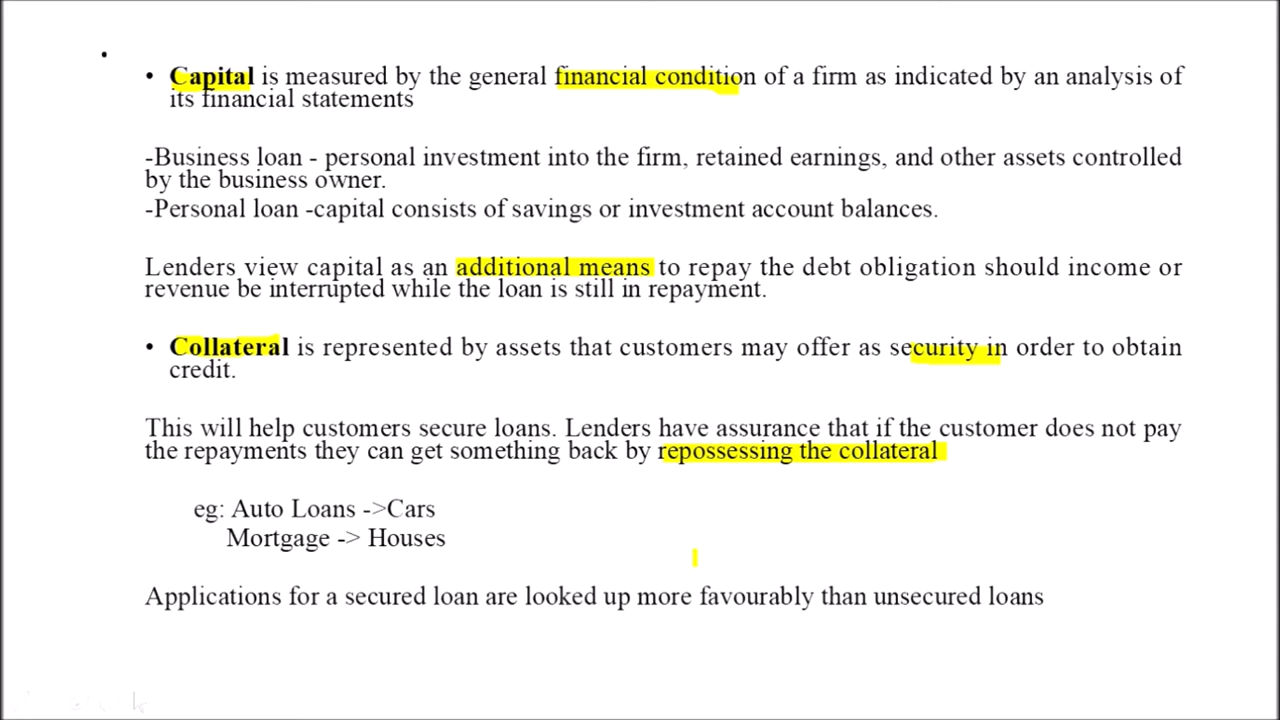 •
• Capital is measured by the general financial condition of a firm as indicated by an analysis of
its financial statements
-Business loan - personal investment into the firm, retained earnings, and other assets controlled
by the business owner.
-Personal loan -capital consists of savings or investment account balances.
Lenders view capital as an additional means to repay the debt obligation should income or
revenue be interrupted while the loan is still in repayment.
• Collateral is represented by assets that customers may offer as security in order to obtain
credit.
This will help customers secure loans. Lenders have assurance that if the customer does not pay
the repayments they can get something back by repossessing the collateral
eg: Auto Loans ->Cars
Mortgage -> Houses
Applications for a secured loan are looked up more favourably than unsecured loans